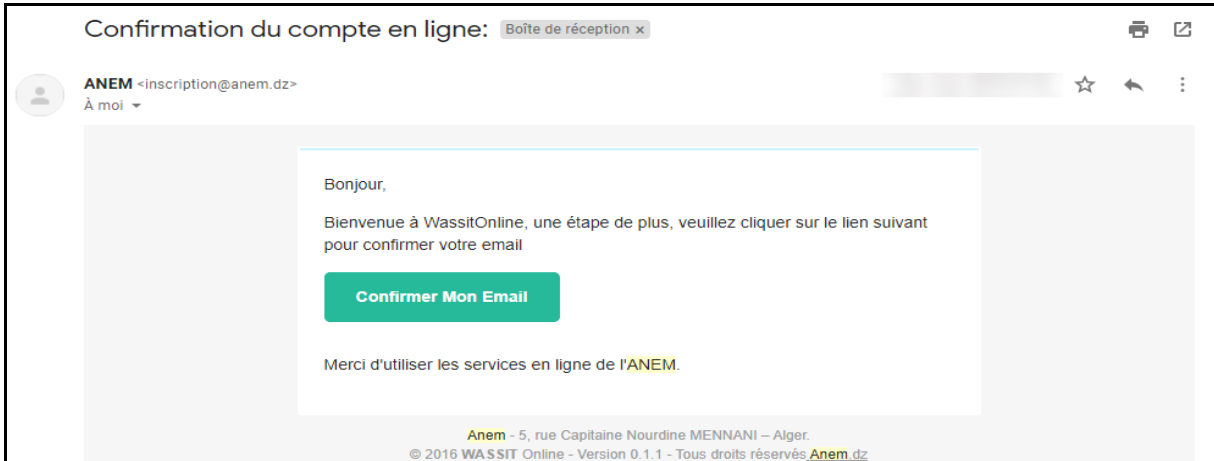 Confirmation du compte en ligne: Boîte de réception x
ANEM <inscription@anem.dz>
À moi
Bonjour,
Bienvenue à WassitOnline, une étape de plus, veuillez cliquer sur le lien suivant
pour confirmer votre email
Confirmer Mon Email
Merci d'utiliser les services en ligne de l'ANEM.
Anem - 5, rue Capitaine Nourdine MENNANI – Alger.
© 2016 WASSIT Online - Version 0.1.1 - Tous droits réservés Anem.dz